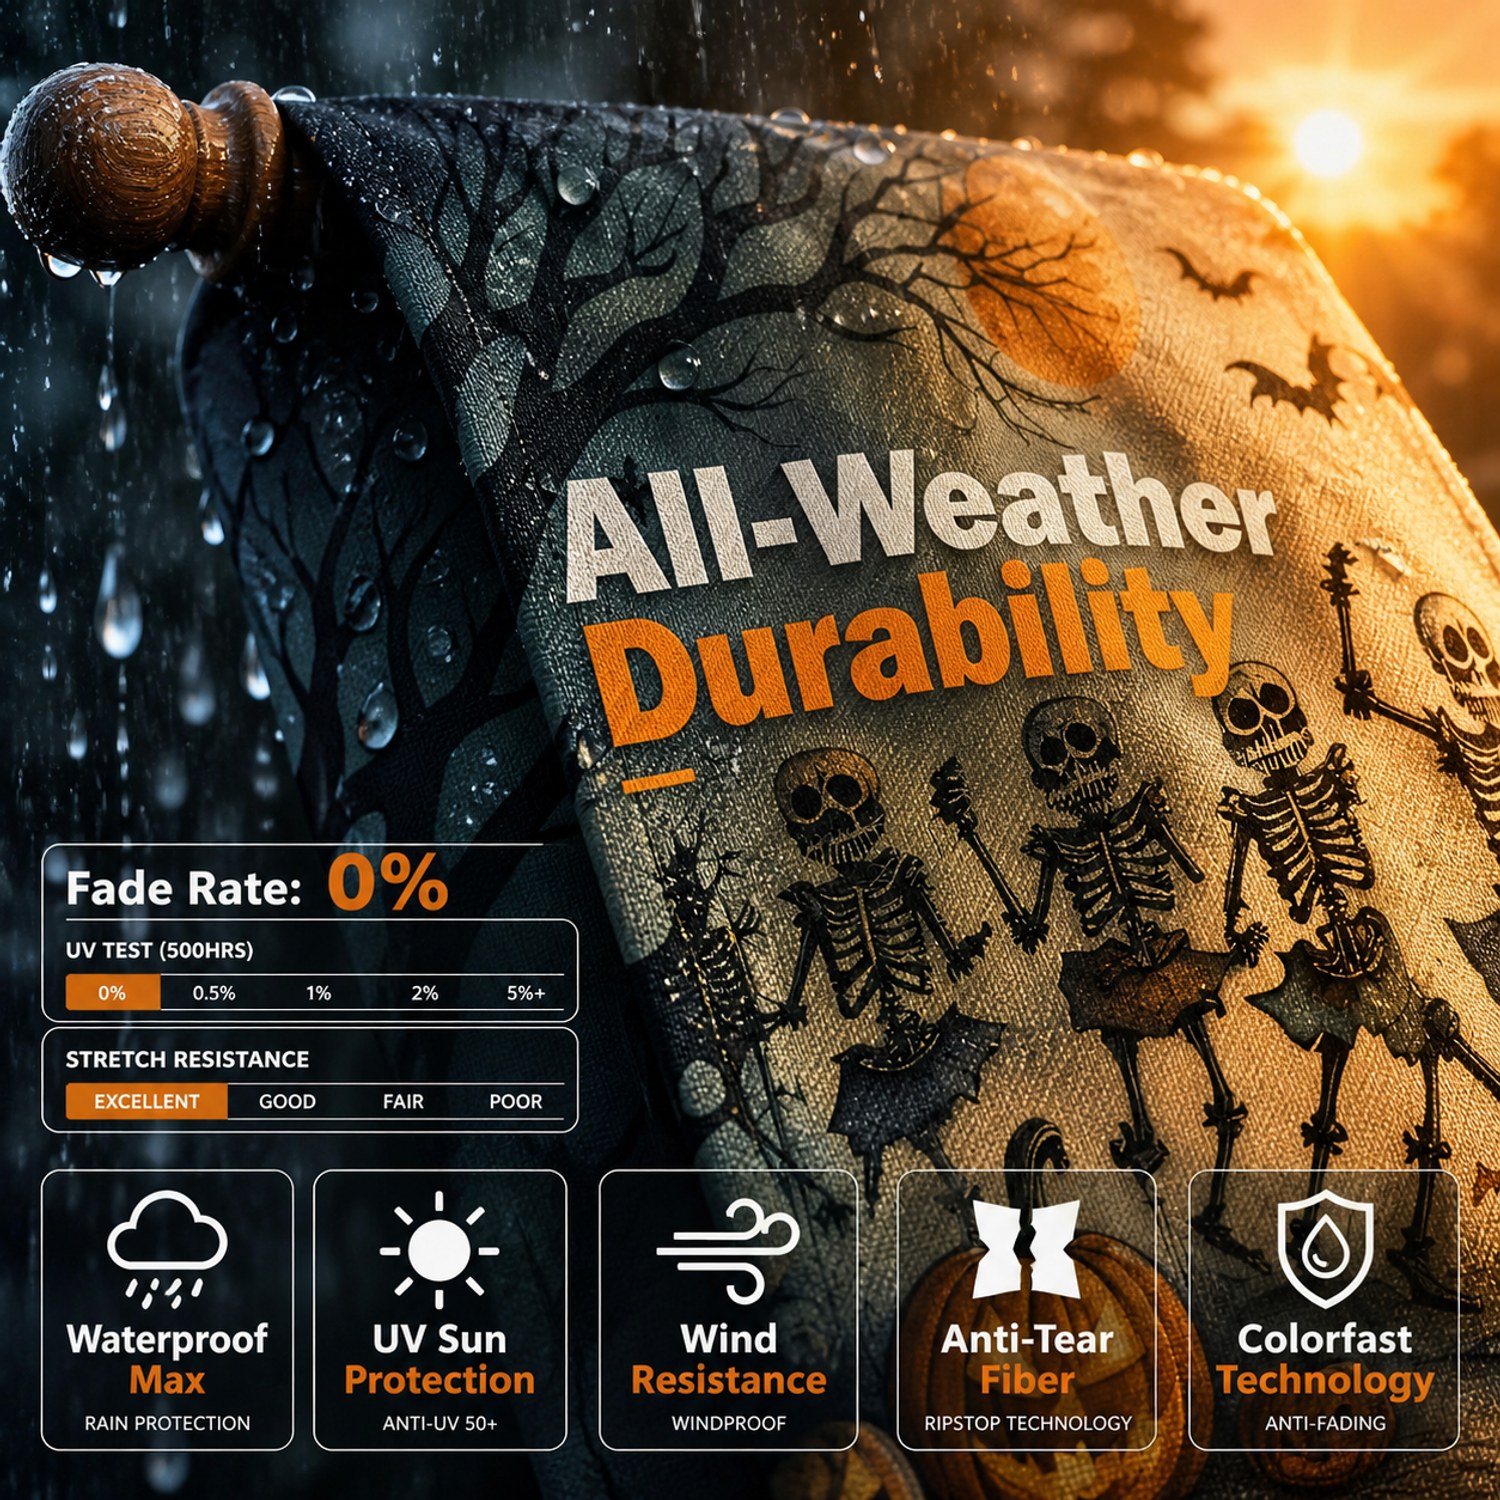 All-Weather
Durability
Fade Rate: 0%
UV TEST (500HRS)
0% 0.5% 1% 2% 5%+
STRETCH RESISTANCE
EXCELLENT GOOD FAIR POOR
Waterproof
Max
RAIN PROTECTION
UV Sun
Protection
ANTI-UV 50+
Wind
Resistance
WINDPROOF
Anti-Tear
Fiber
RIPSTOP TECHNOLOGY
Colorfast
Technology
ANTI-FADING